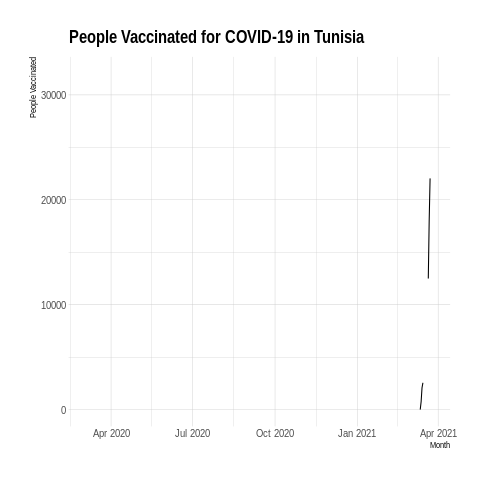 People Vaccinated for COVID-19 in Tunisia
People Vaccinated
30000
20000
10000
0
Apr 2020 Jul 2020 Oct 2020 Jan 2021 Apr 2021
Month